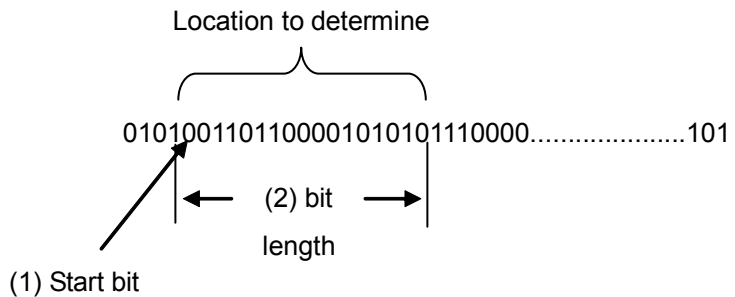 Location to determine
0101001101100001010101110000......................101
(2) bit
length
(1) Start bit